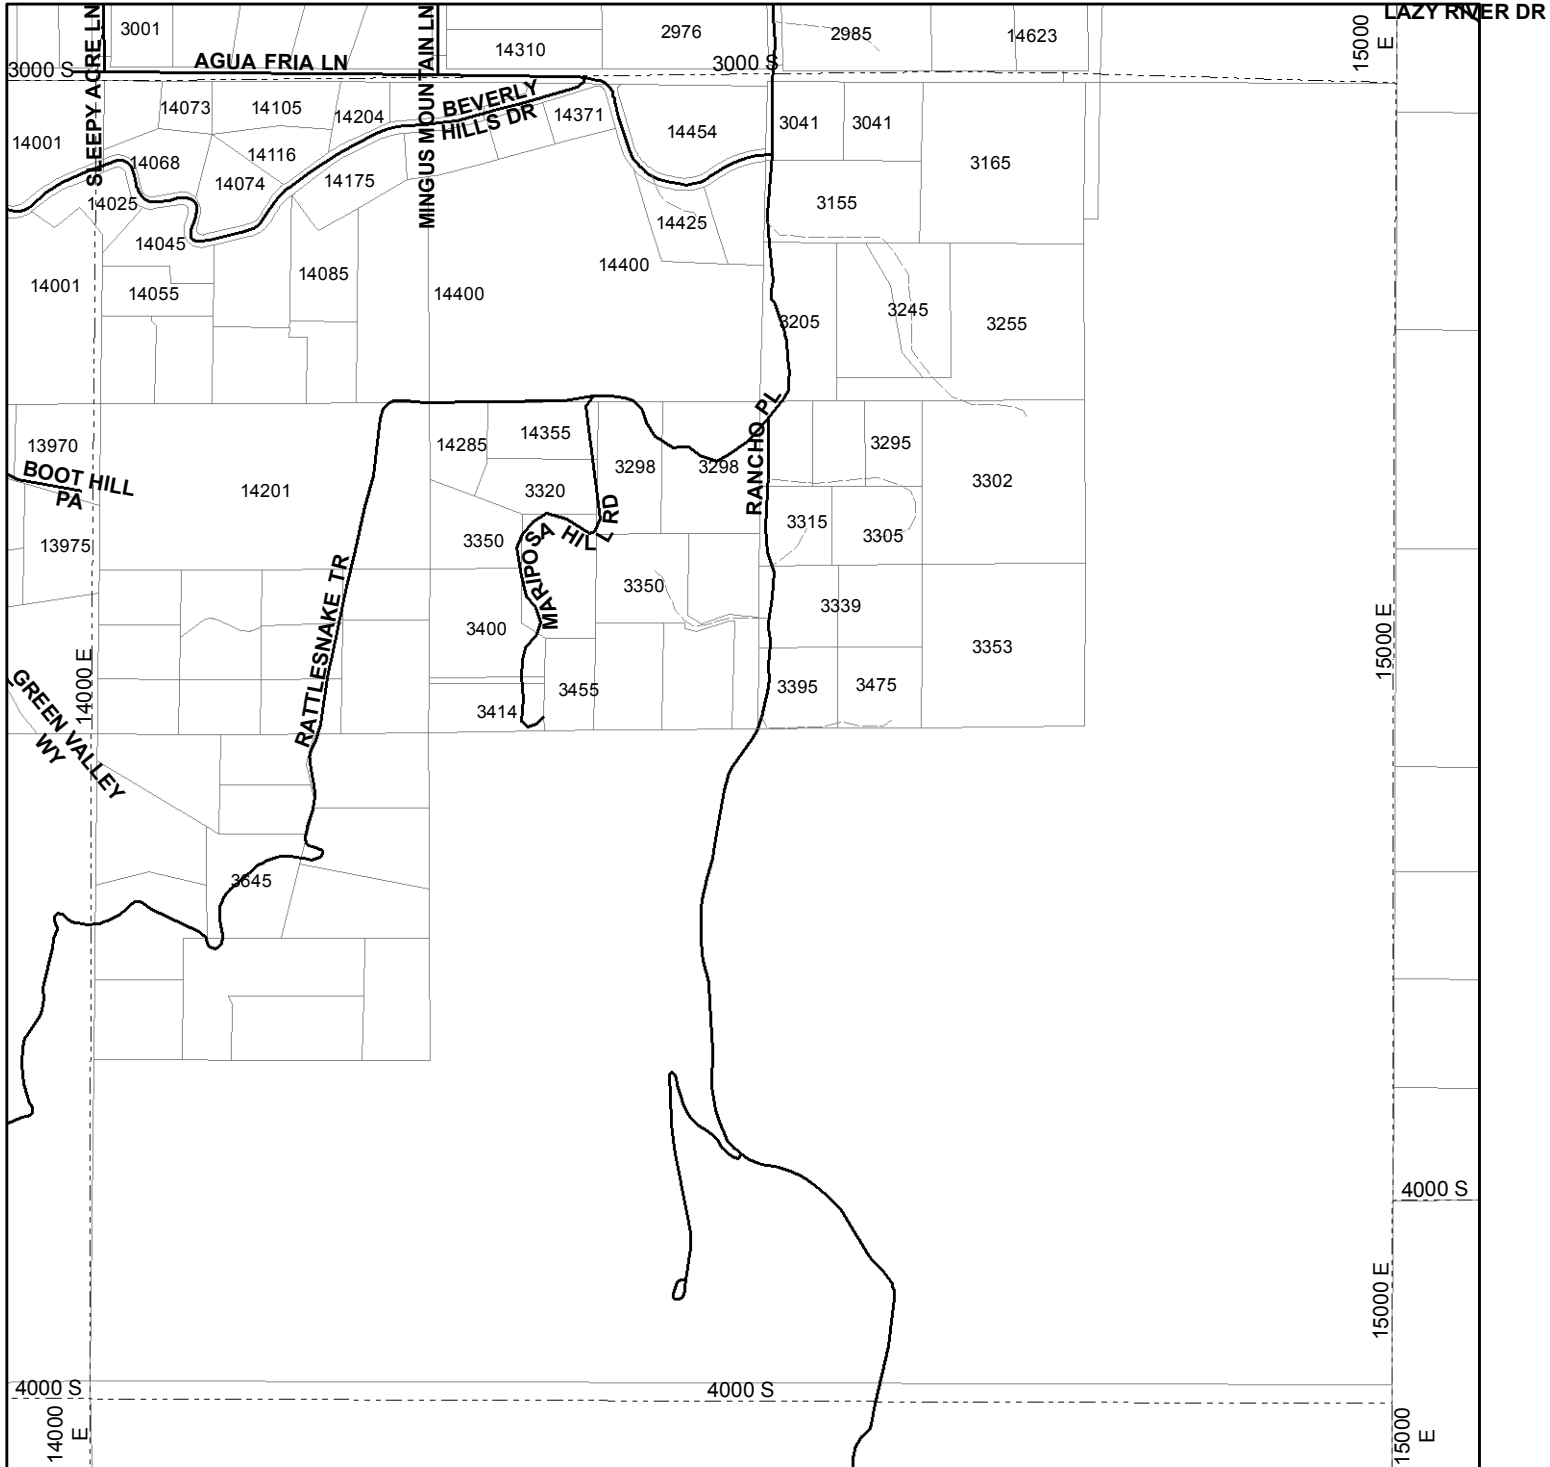 LAZY RIVER DR
15000 E
SLEEPY ACRE LN
MINGUS MOUNTAIN LN
3001
14310
2976
2985
14623
AGUA FRIA LN
3000 S
3000 S
BEVERLY
HILLS DR
14073
14105
14204
14371
14454
3041
3041
14001
14068
14116
14074
14175
3165
14025
14425
3155
14045
14085
14400
14001
14055
14400
3205
3245
3255
RANCHO PL
13970
14285
14355
3295
BOOT HILL
PA
14201
3298
3298
3302
3320
MARIPOSA HILL RD
3315
3305
13975
3350
3350
RATTLESNAKE TR
3339
3400
15000 E
3353
14000 E
GREEN VALLEY
WY
3455
3395
3475
3414
3645
4000 S
15000 E
4000 S
4000 S
14000 E
15000 E